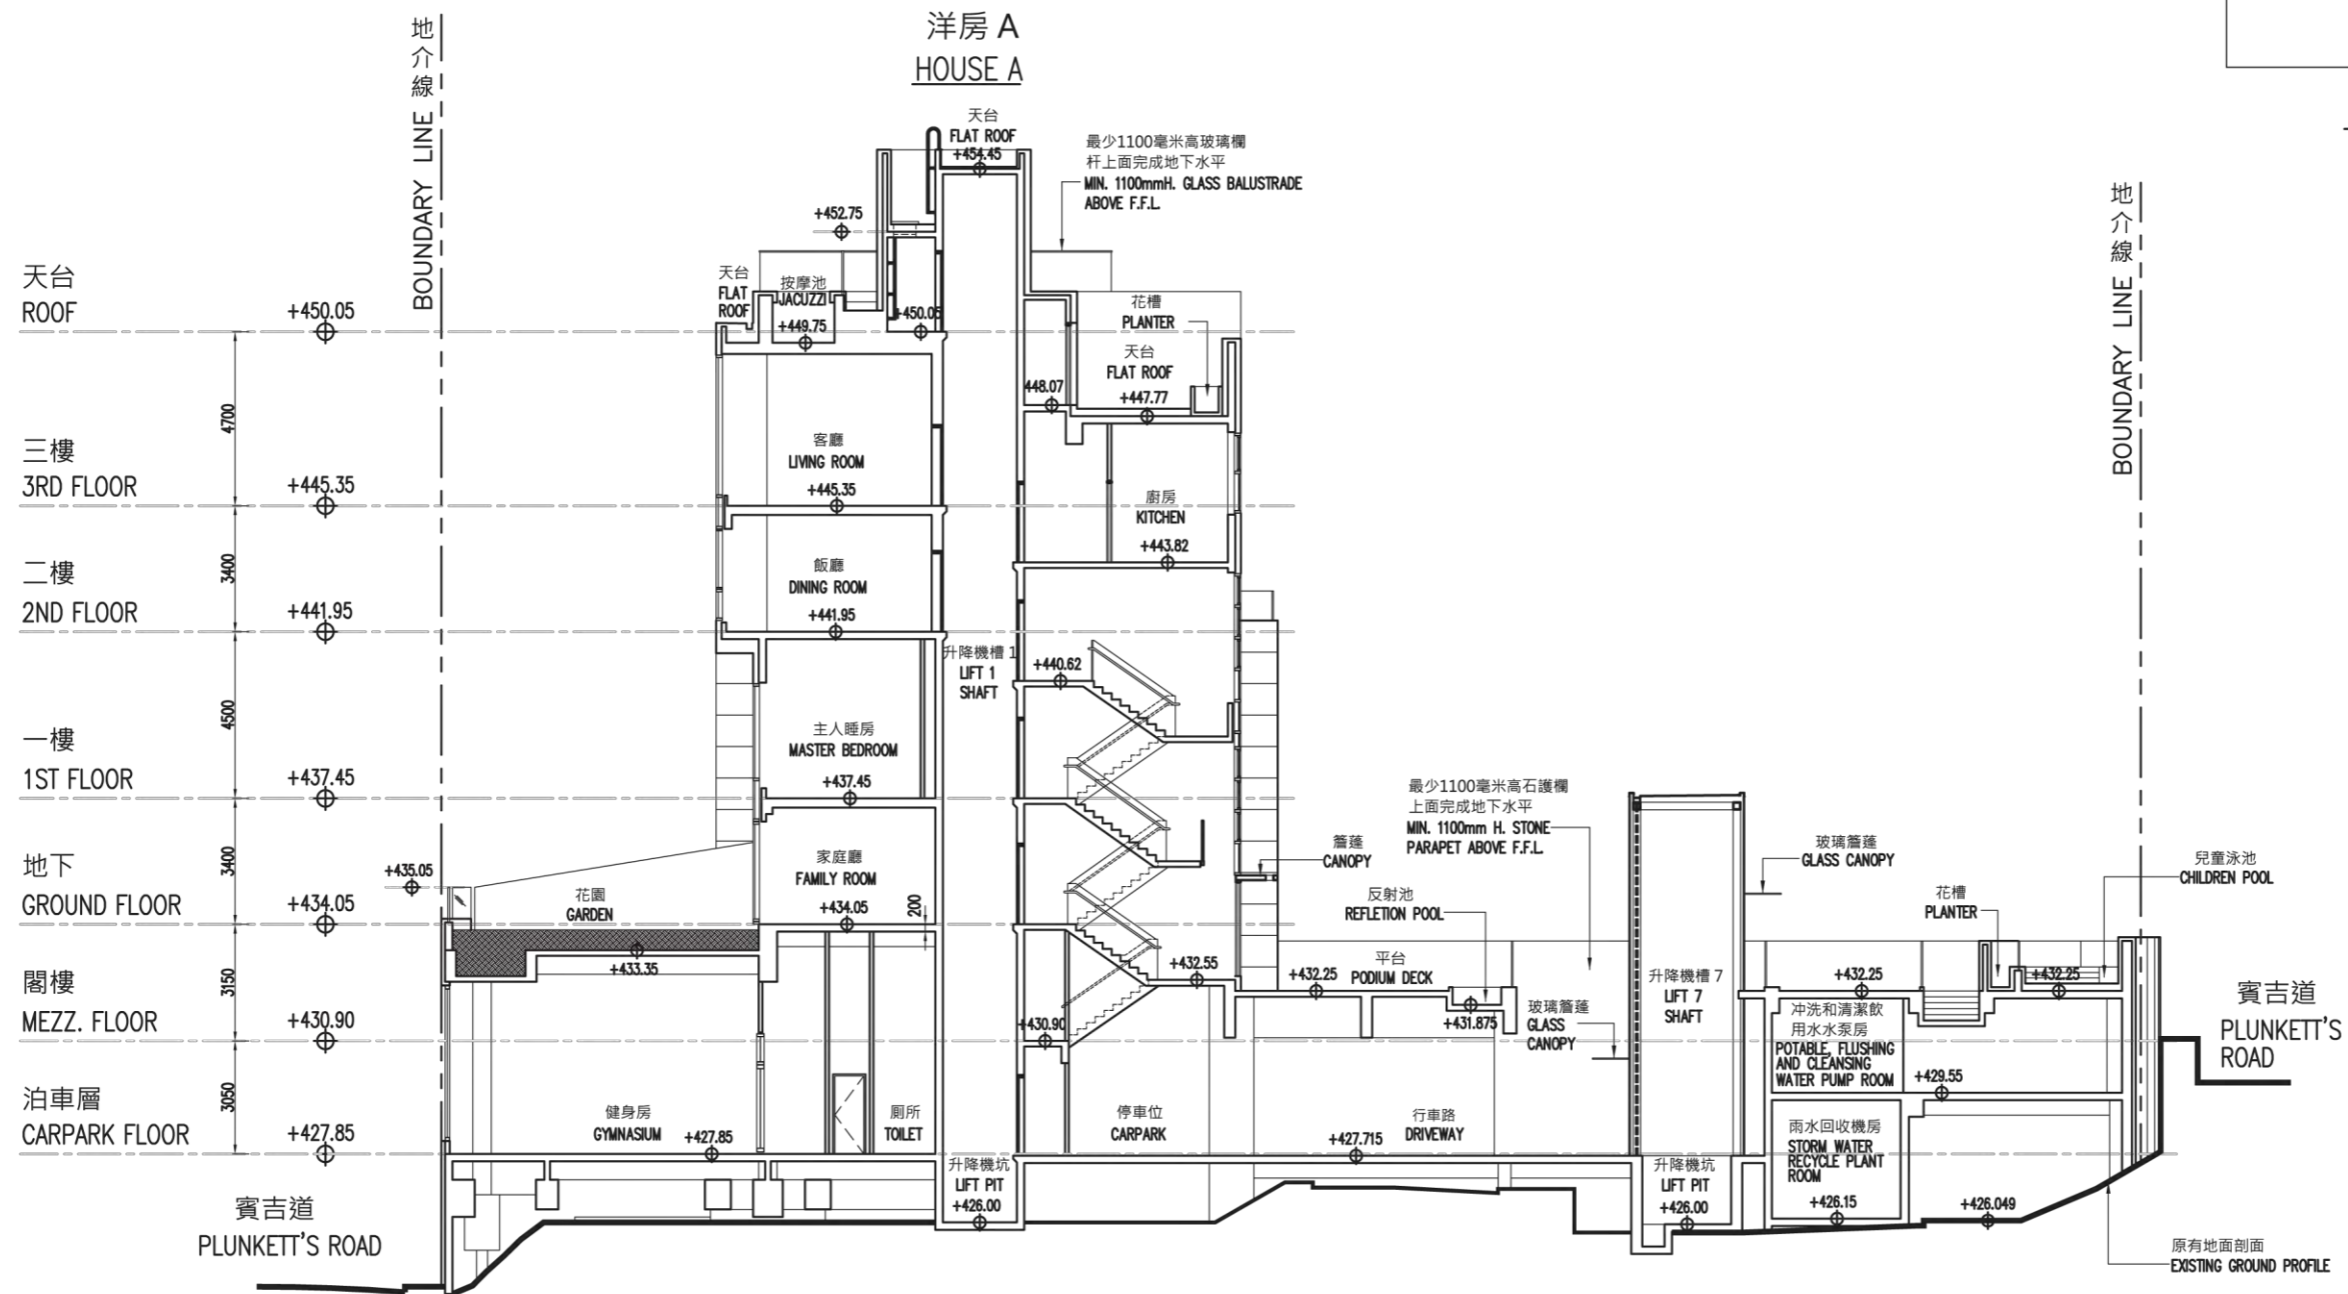 洋房 A
HOUSE A
地介線 BOUNDARY LINE
地介線 BOUNDARY LINE
天台
FLAT ROOF
+454.45
最少1100毫米高玻璃欄
杆上面完成地下水平
MIN. 1100mmH. GLASS BALUSTRADE
ABOVE F.F.L.
+452.75
天台
FLAT
ROOF
按摩池
JACUZZI
+449.75
+450.05
花槽
PLANTER
天台
FLAT ROOF
448.07
+447.77
天台
ROOF
+450.05
4700
三樓
3RD FLOOR
+445.35
3400
二樓
2ND FLOOR
+441.95
4500
一樓
1ST FLOOR
+437.45
3400
地下
GROUND FLOOR
+434.05
3150
閣樓
MEZZ. FLOOR
+430.90
3050
泊車層
CARPARK FLOOR
+427.85
客廳
LIVING ROOM
+445.35
廚房
KITCHEN
+443.82
飯廳
DINING ROOM
+441.95
升降機槽 1
LIFT 1
SHAFT
+440.62
主人睡房
MASTER BEDROOM
+437.45
家庭廳
FAMILY ROOM
+434.05
200
+435.05
花園
GARDEN
+433.35
簷蓬
CANOPY
最少1100毫米高石護欄
上面完成地下水平
MIN. 1100mm H. STONE
PARAPET ABOVE F.F.L.
反射池
REFLETION POOL
平台
PODIUM DECK
+432.55
+432.25
+431.875
+430.90
玻璃簷蓬
GLASS
CANOPY
玻璃簷蓬
GLASS CANOPY
兒童泳池
CHILDREN POOL
花槽
PLANTER
升降機槽 7
LIFT 7
SHAFT
+432.25
+432.25
冲洗和清潔飲
用水水泵房
POTABLE, FLUSHING
AND CLEANSING
WATER PUMP ROOM
+429.55
賓吉道
PLUNKETT'S
ROAD
健身房
GYMNASIUM
+427.85
厠所
TOILET
停車位
CARPARK
行車路
DRIVEWAY
+427.715
雨水回收機房
STORM WATER
RECYCLE PLANT
ROOM
+426.15
+426.049
升降機坑
LIFT PIT
+426.00
升降機坑
LIFT PIT
+426.00
賓吉道
PLUNKETT'S ROAD
原有地面剖面
EXISTING GROUND PROFILE